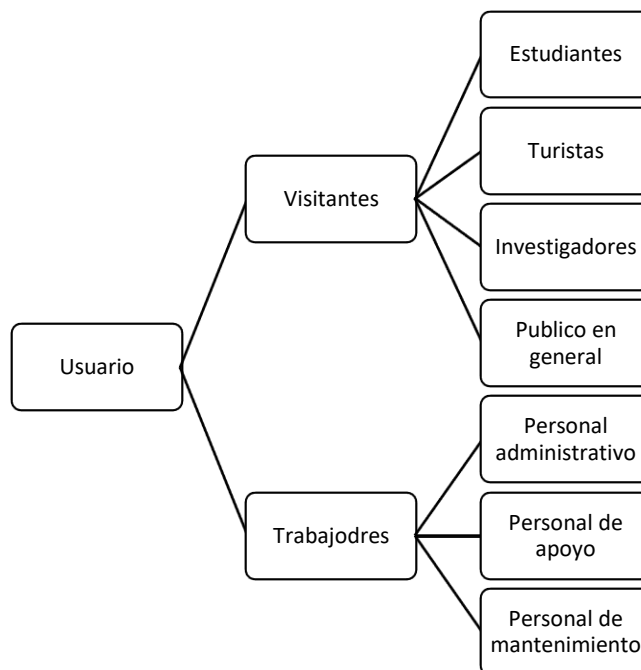 Estudiantes
Turistas
Visitantes
Investigadores
Publico en
general
Usuario
Personal
administrativo
Trabajodres
Personal de
apoyo
Personal de
mantenimiento